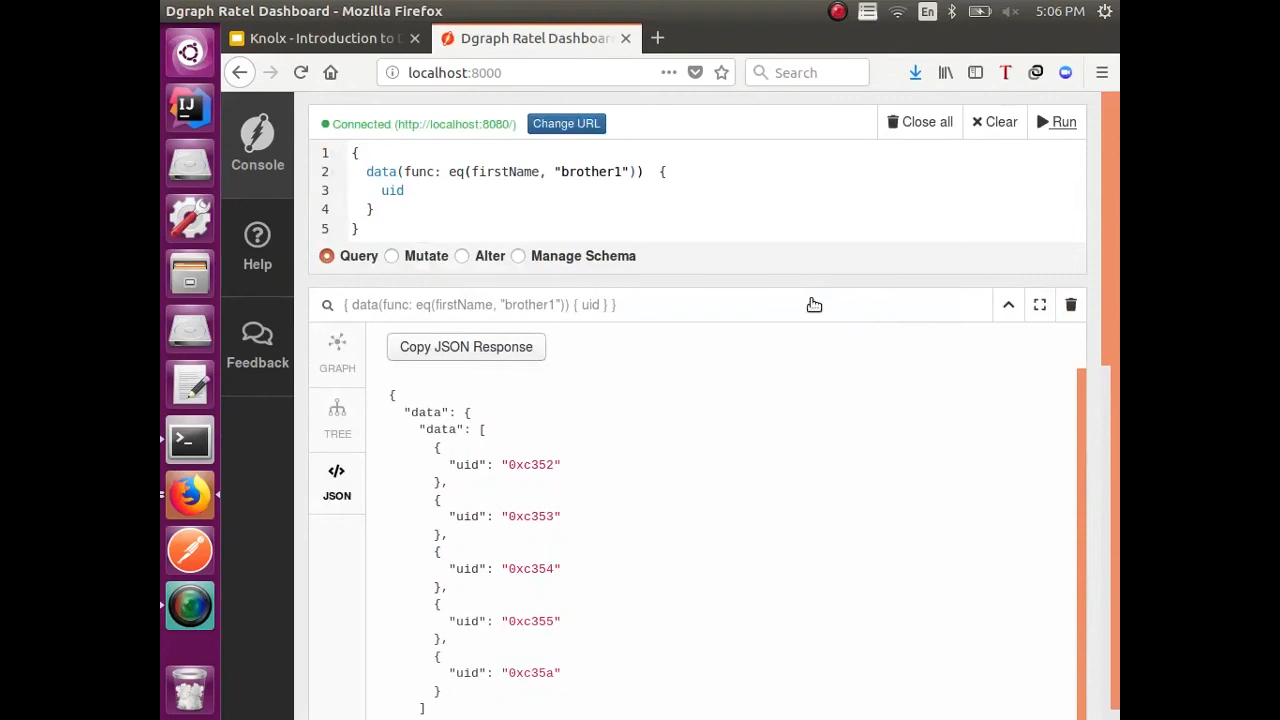 Dgraph Ratel Dashboard - Mozilla Firefox
En
5:06 PM
Knolx - Introduction to D
Dgraph Ratel Dashboar
localhost:8000
Search
Console
Help
Feedback
Connected (http://localhost:8080/)
Change URL
Close all
Clear
Run
1 {
2 data(func: eq(firstName, "brother1")) {
3 uid
4 }
5 }
Query
Mutate
Alter
Manage Schema
{ data(func: eq(firstName, "brother1")) { uid } }
GRAPH
TREE
JSON
Copy JSON Response
{
"data": {
"data": [
{
"uid": "0xc352"
},
{
"uid": "0xc353"
},
{
"uid": "0xc354"
},
{
"uid": "0xc355"
},
{
"uid": "0xc35a"
}
]